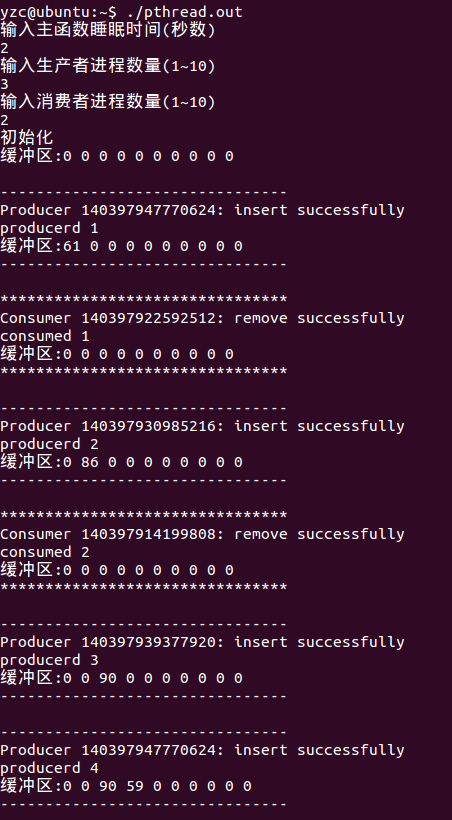 yzc@ubuntu:~$ ./pthread.out
输入主函数睡眠时间(秒数)
2
输入生产者进程数量(1~10)
3
输入消费者进程数量(1~10)
2
初始化
缓冲区:0 0 0 0 0 0 0 0 0 0
--------------------------------
Producer 140397947770624: insert successfully
producerd 1
缓冲区:61 0 0 0 0 0 0 0 0 0
--------------------------------
********************************
Consumer 140397922592512: remove successfully
consumed 1
缓冲区:0 0 0 0 0 0 0 0 0 0
********************************
--------------------------------
Producer 140397930985216: insert successfully
producerd 2
缓冲区:0 86 0 0 0 0 0 0 0 0
--------------------------------
********************************
Consumer 140397914199808: remove successfully
consumed 2
缓冲区:0 0 0 0 0 0 0 0 0 0
********************************
--------------------------------
Producer 140397939377920: insert successfully
producerd 3
缓冲区:0 0 90 0 0 0 0 0 0 0
--------------------------------
--------------------------------
Producer 140397947770624: insert successfully
producerd 4
缓冲区:0 0 90 59 0 0 0 0 0 0
--------------------------------